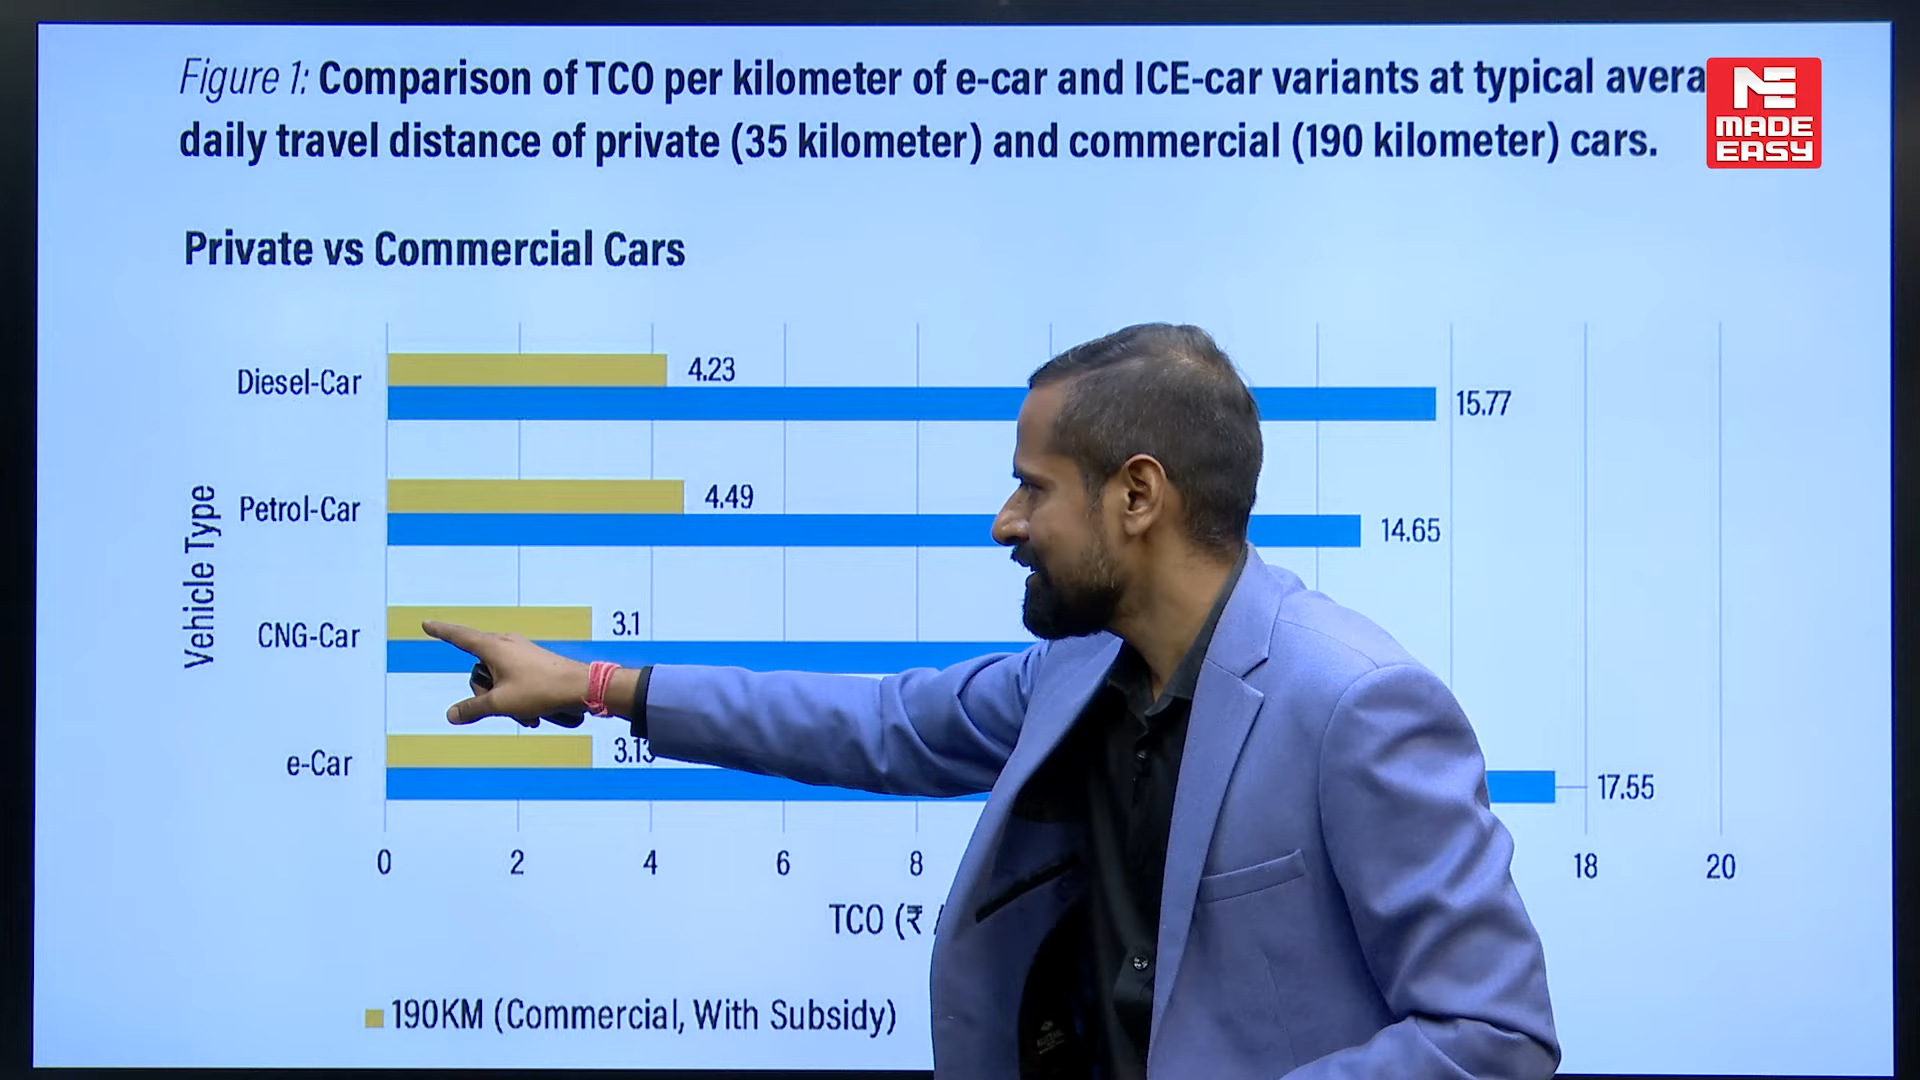 Figure 1: Comparison of TCO per kilometer of e-car and ICE-car variants at typical
daily travel distance of private (35 kilometer) and commercial (190 kilometer) cars.
ME
MADE
EASY
Private vs Commercial Cars
Vehicle Type
Diesel-Car
4.23
15.77
Petrol-Car
4.49
14.65
CNG-Car
3.1
e-Car
3.13
17.55
0 2 4 6 8 18 20
TCO (₹ /
190KM (Commercial, With Subsidy)